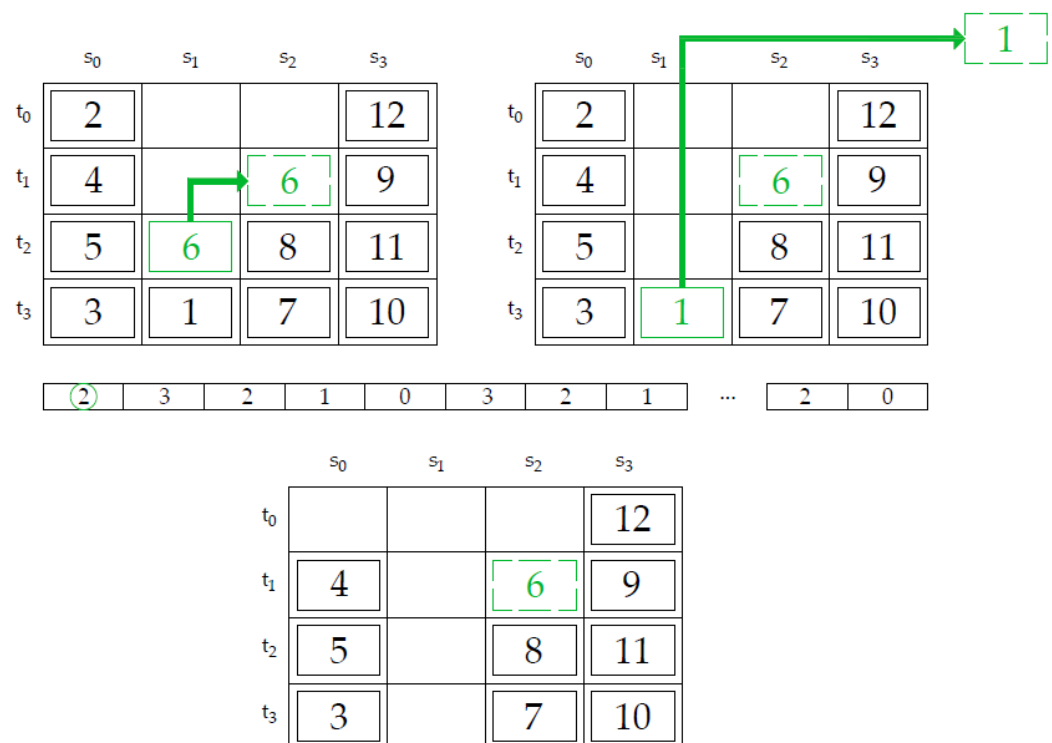 1
s0 s1 s2 s3 s0 s1 s2 s3
t0 2 12 t0 2 12
t1 4 6 9 t1 4 6 9
t2 5 6 8 11 t2 5 8 11
t3 3 1 7 10 t3 3 1 7 10
2 3 2 1 0 3 2 1 ... 2 0
s0 s1 s2 s3
t0 12
t1 4 6 9
t2 5 8 11
t3 3 7 10